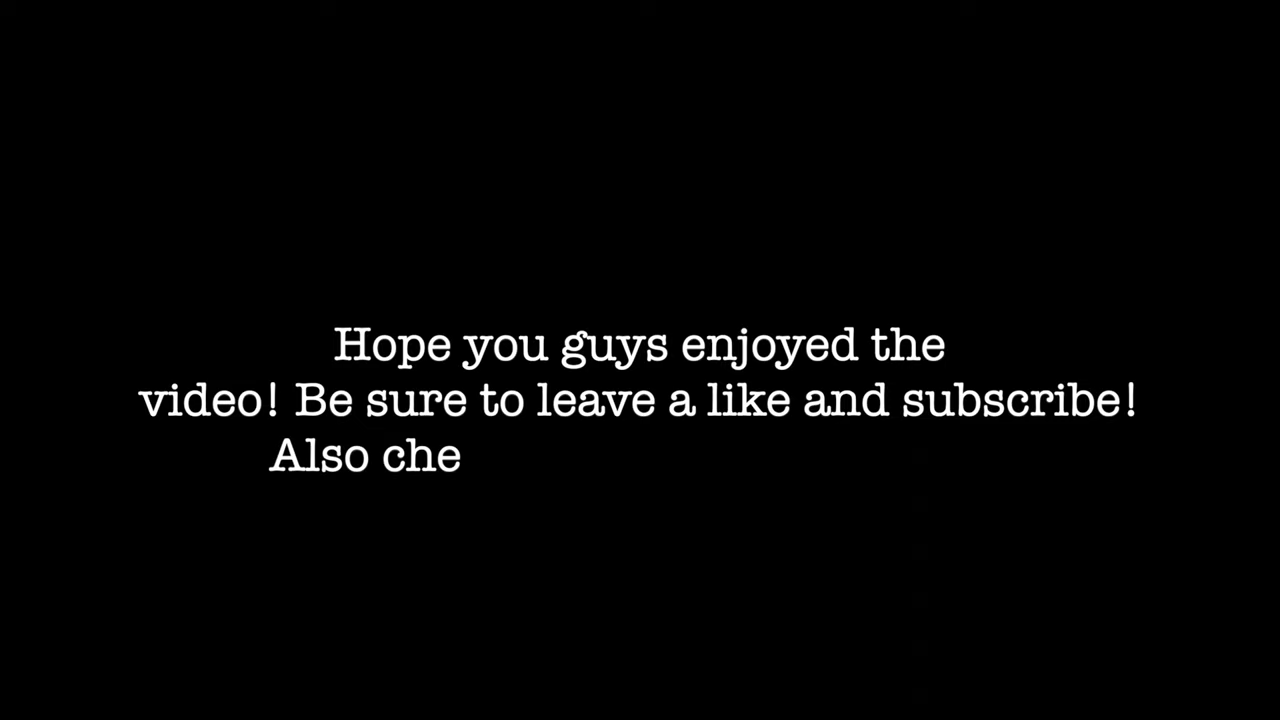 Hope you guys enjoyed the
video! Be sure to leave a like and subscribe!
Also che